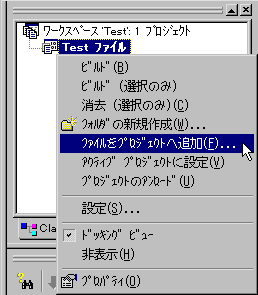 ワークスペース 'Test': 1 プロジェクト
Test ファイル
ビルド(B)
ビルド (選択のみ)
消去 (選択のみ)(C)
フォルダの新規作成(W)...
ファイルをプロジェクトへ追加(F)...
アクティブ プロジェクトに設定(V)
プロジェクトのアンロード(U)
設定(S)...
ドッキング ビュー
非表示(H)
プロパティ(O)
Cla